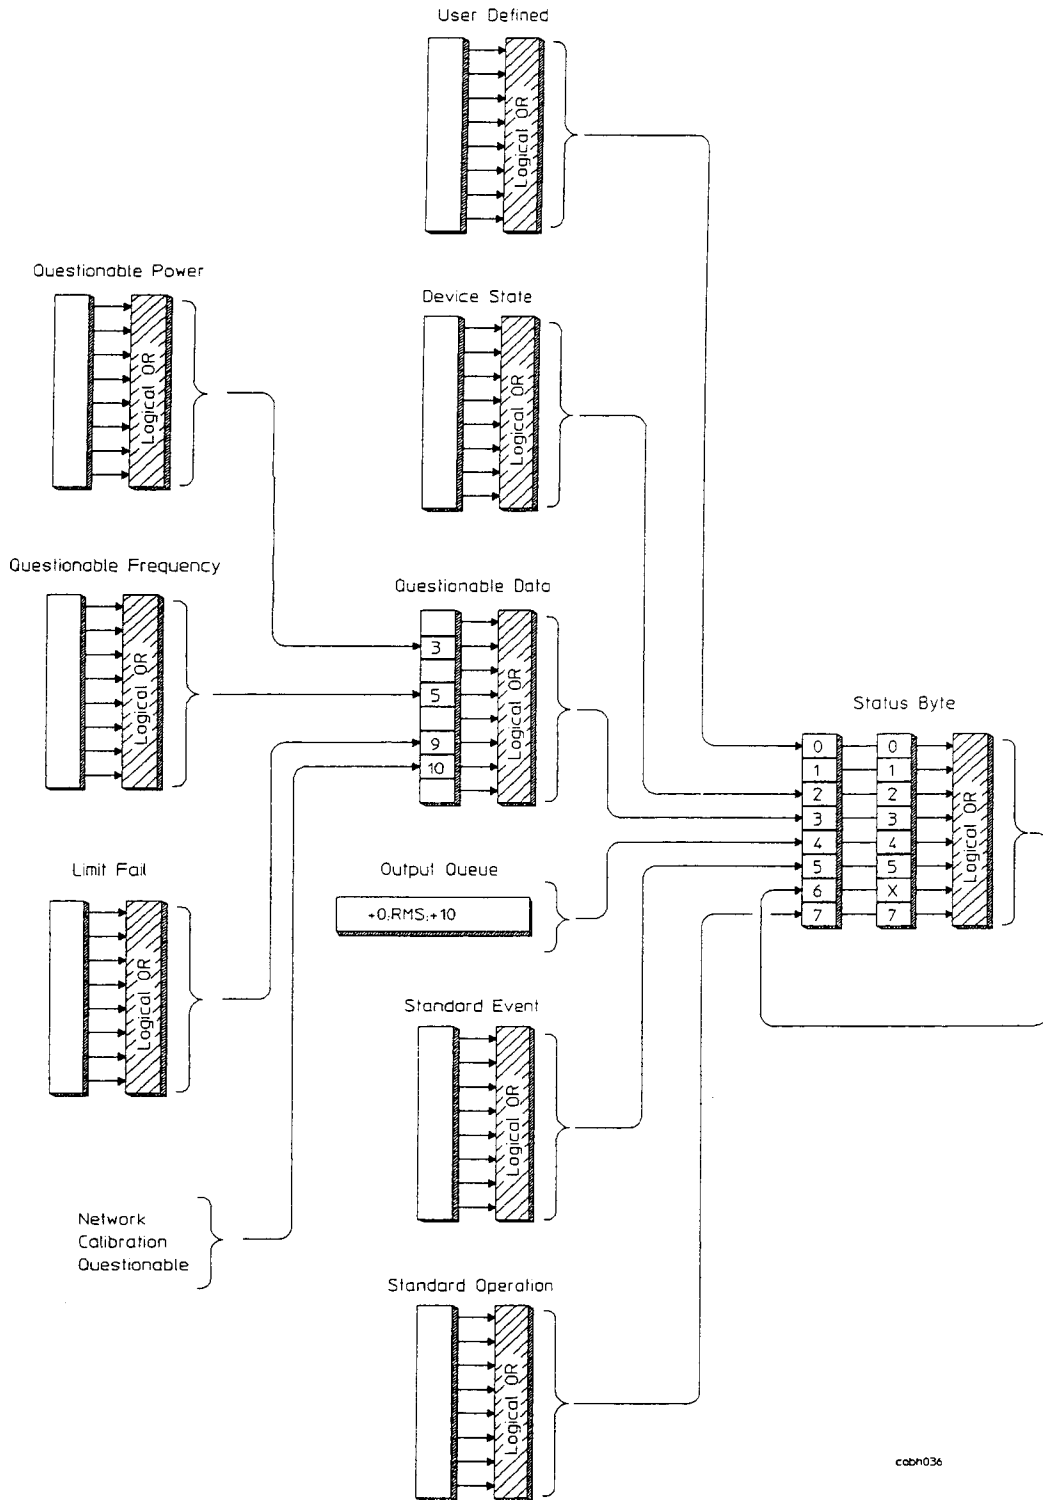 User Defined
Logical OR
Questionable Power
Logical OR
Device State
Logical OR
Questionable Frequency
Logical OR
Questionable Data
3
5
9
10
Logical OR
Status Byte
0 0
1 1
2 2
3 3
4 4
5 5
6 X
7 7
Logical OR
Limit Fail
Logical OR
Output Queue
+0;RMS;+10
Standard Event
Logical OR
Network
Calibration
Questionable
Standard Operation
Logical OR
cabh036